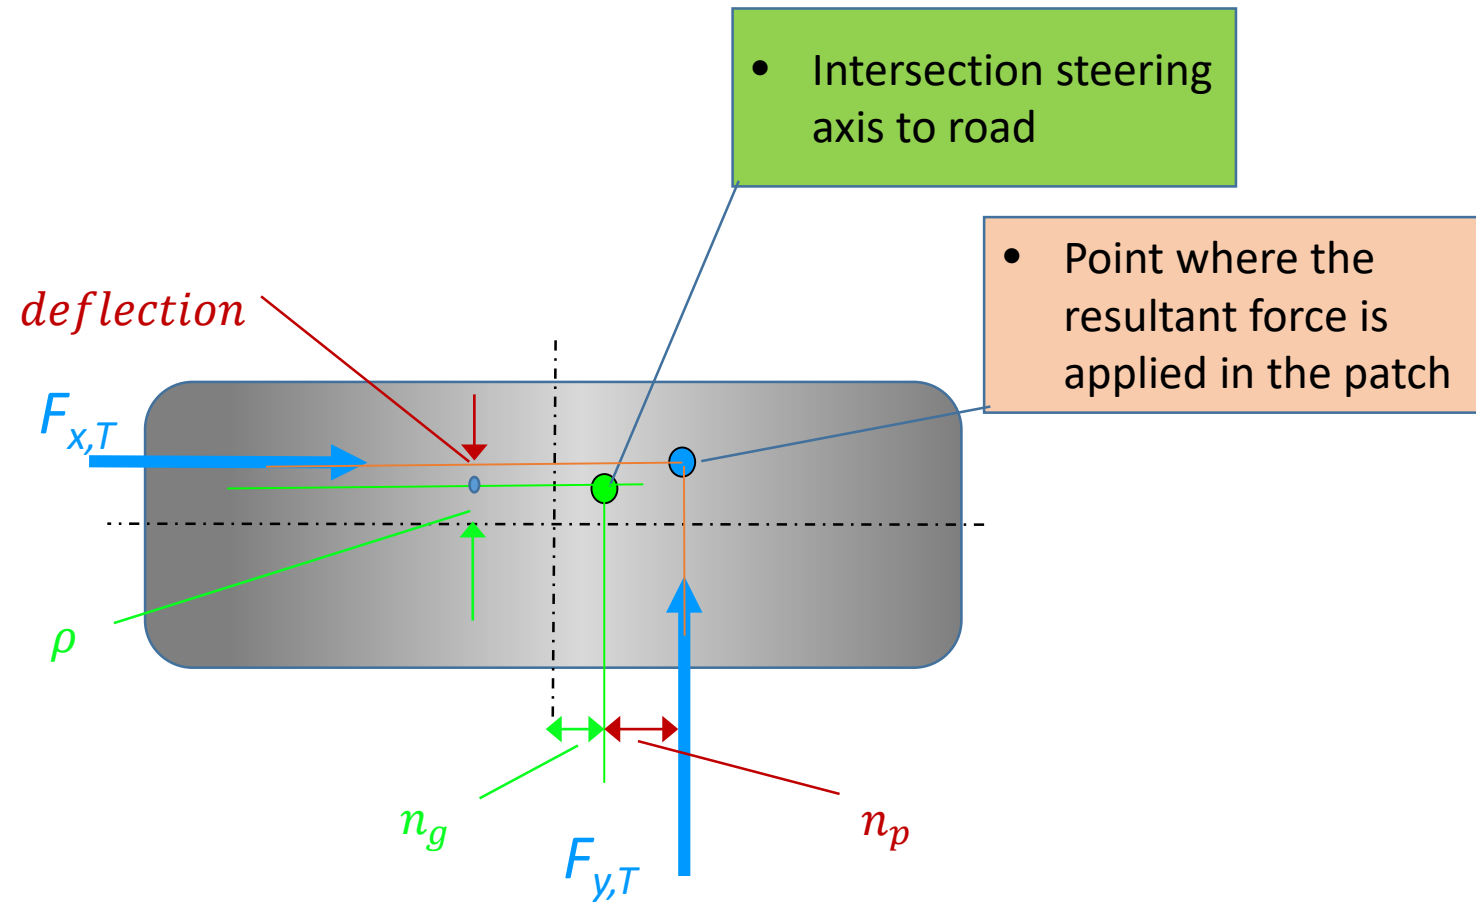 • Intersection steering
axis to road
• Point where the
resultant force is
applied in the patch
deflection
F_{x,T}
ρ
n_g
n_p
F_{y,T}